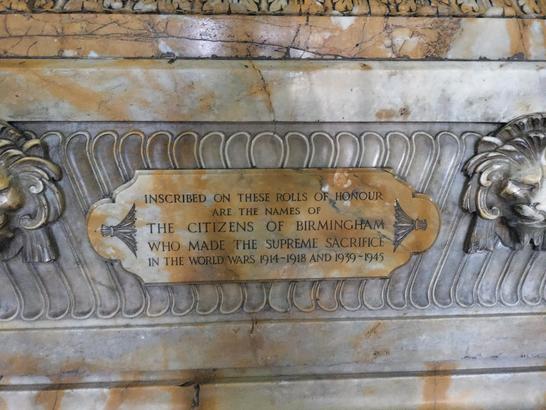 INSCRIBED ON THESE ROLLS OF HONOUR
ARE THE NAMES OF
THE CITIZENS OF BIRMINGHAM
WHO MADE THE SUPREME SACRIFICE
IN THE WORLD WARS 1914-1918 AND 1939-1945